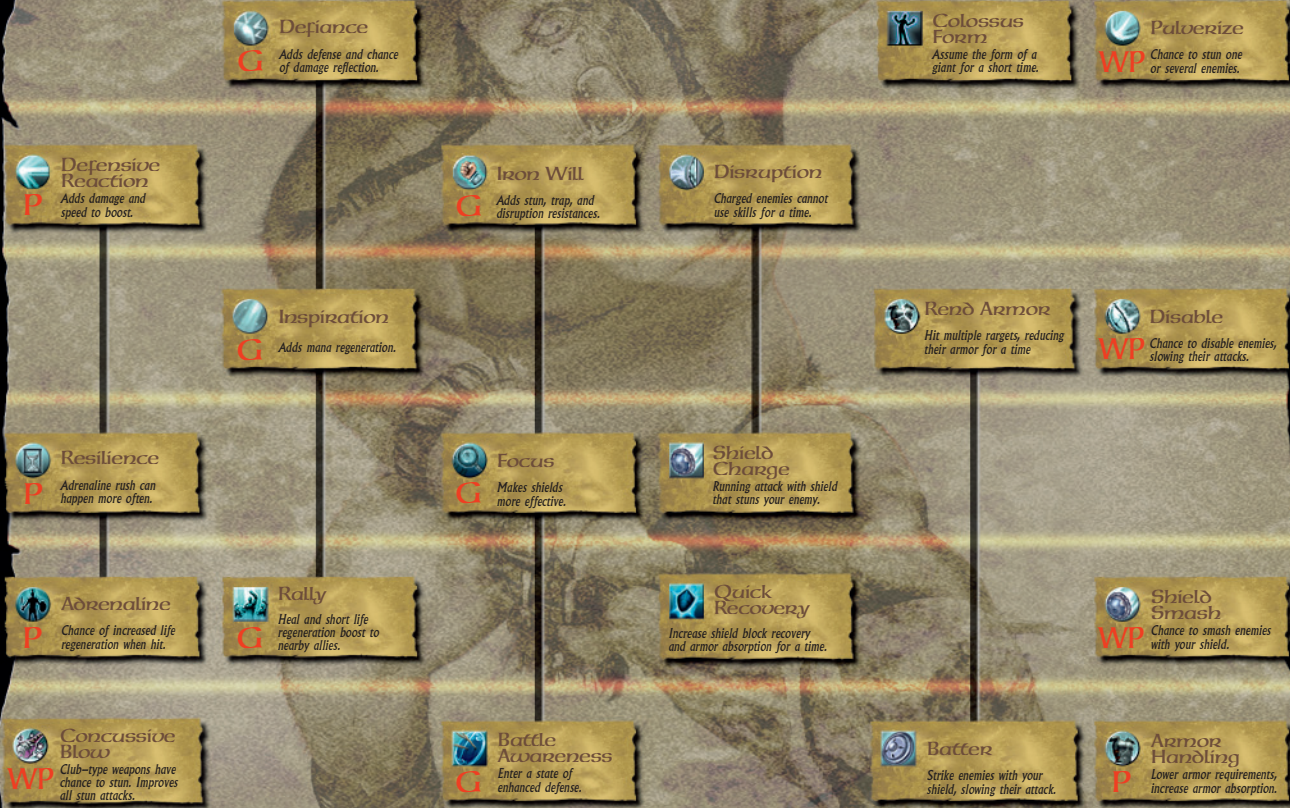 Defiance
G
Adds defense and chance
of damage reflection.
Colossus
Form
Assume the form of a
giant for a short time.
Pulverize
WP
Chance to stun one
or several enemies.
Defensive
Reaction
P
Adds damage and
speed to boost.
Iron Will
G
Adds stun, trap, and
disruption resistances.
Disruption
Charged enemies cannot
use skills for a time.
Inspiration
G
Adds mana regeneration.
Rend Armor
Hit multiple rargets, reducing
their armor for a time
Disable
WP
Chance to disable enemies,
slowing their attacks.
Resilience
P
Adrenaline rush can
happen more often.
Focus
G
Makes shields
more effective.
Shield
Charge
Running attack with shield
that stuns your enemy.
Adrenaline
P
Chance of increased life
regeneration when hit.
Rally
G
Heal and short life
regeneration boost to
nearby allies.
Quick
Recovery
Increase shield block recovery
and armor absorption for a time.
Shield
Smash
WP
Chance to smash enemies
with your shield.
Concussive
Blow
WP
Club-type weapons have
chance to stun. Improves
all stun attacks.
Battle
Awareness
G
Enter a state of
enhanced defense.
Batter
Strike enemies with your
shield, slowing their attack.
Armor
Handling
P
Lower armor requirements,
increase armor absorption.